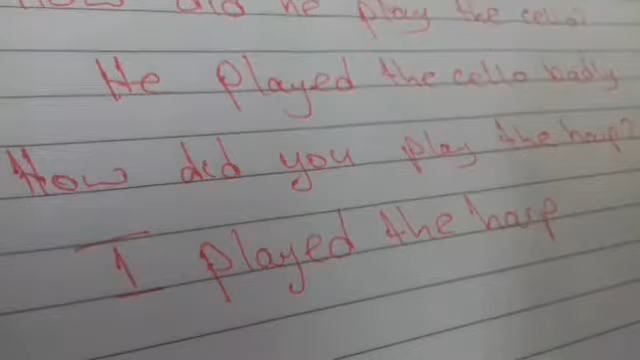 How did he play the cello?
He played the cello badly
How did you play the harp?
I played the harp